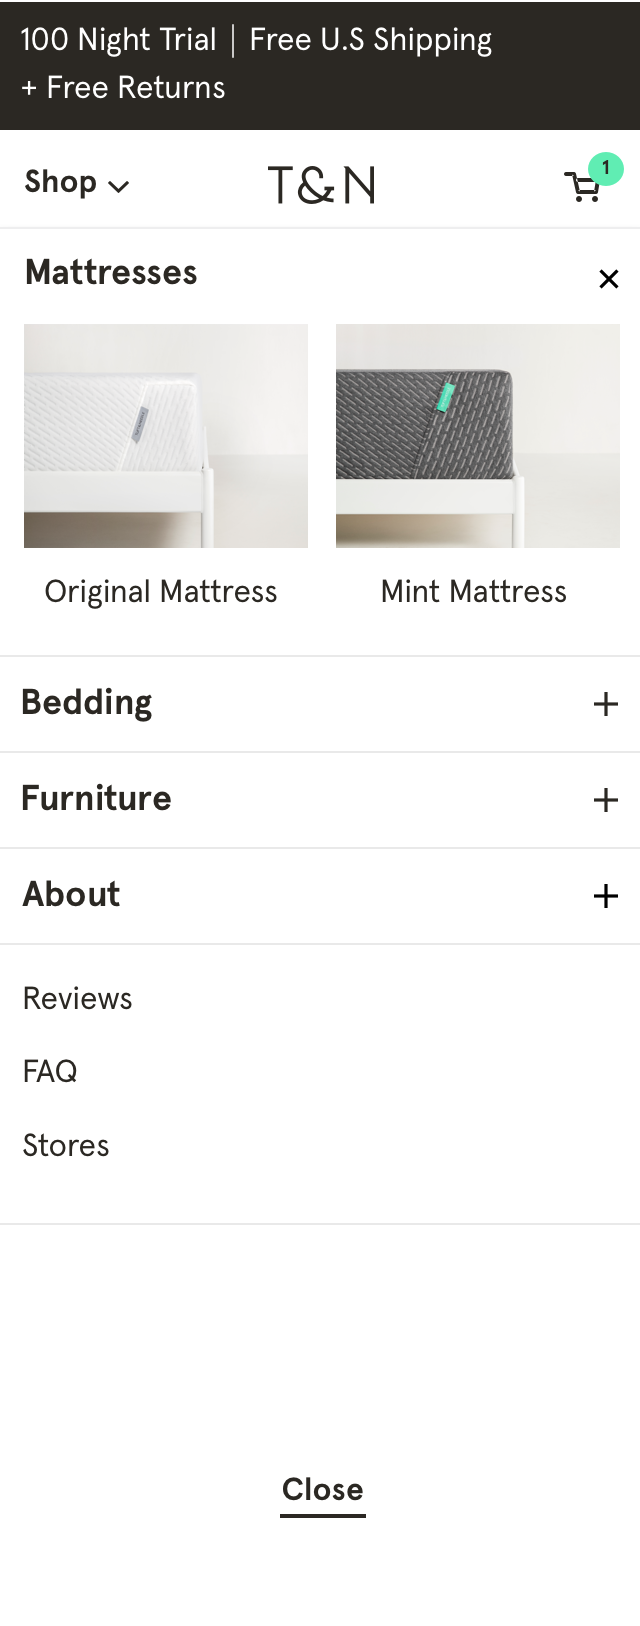 100 Night Trial | Free U.S Shipping
+ Free Returns
Shop
T&N
1
Mattresses
Original Mattress
Mint Mattress
Bedding
Furniture
About
Reviews
FAQ
Stores
Close